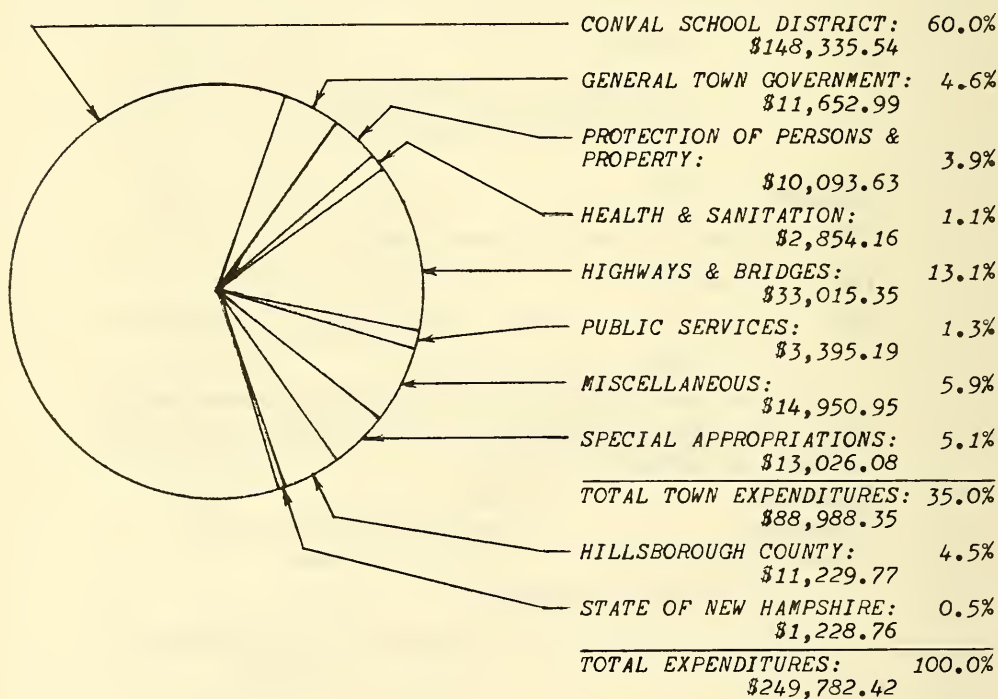 CONVAL SCHOOL DISTRICT: 60.0%
$148,335.54
GENERAL TOWN GOVERNMENT: 4.6%
$11,652.99
PROTECTION OF PERSONS &
PROPERTY: 3.9%
$10,093.63
HEALTH & SANITATION: 1.1%
$2,854.16
HIGHWAYS & BRIDGES: 13.1%
$33,015.35
PUBLIC SERVICES: 1.3%
$3,395.19
MISCELLANEOUS: 5.9%
$14,950.95
SPECIAL APPROPRIATIONS: 5.1%
$13,026.08
TOTAL TOWN EXPENDITURES: 35.0%
$88,988.35
HILLSBOROUGH COUNTY: 4.5%
$11,229.77
STATE OF NEW HAMPSHIRE: 0.5%
$1,228.76
TOTAL EXPENDITURES: 100.0%
$249,782.42